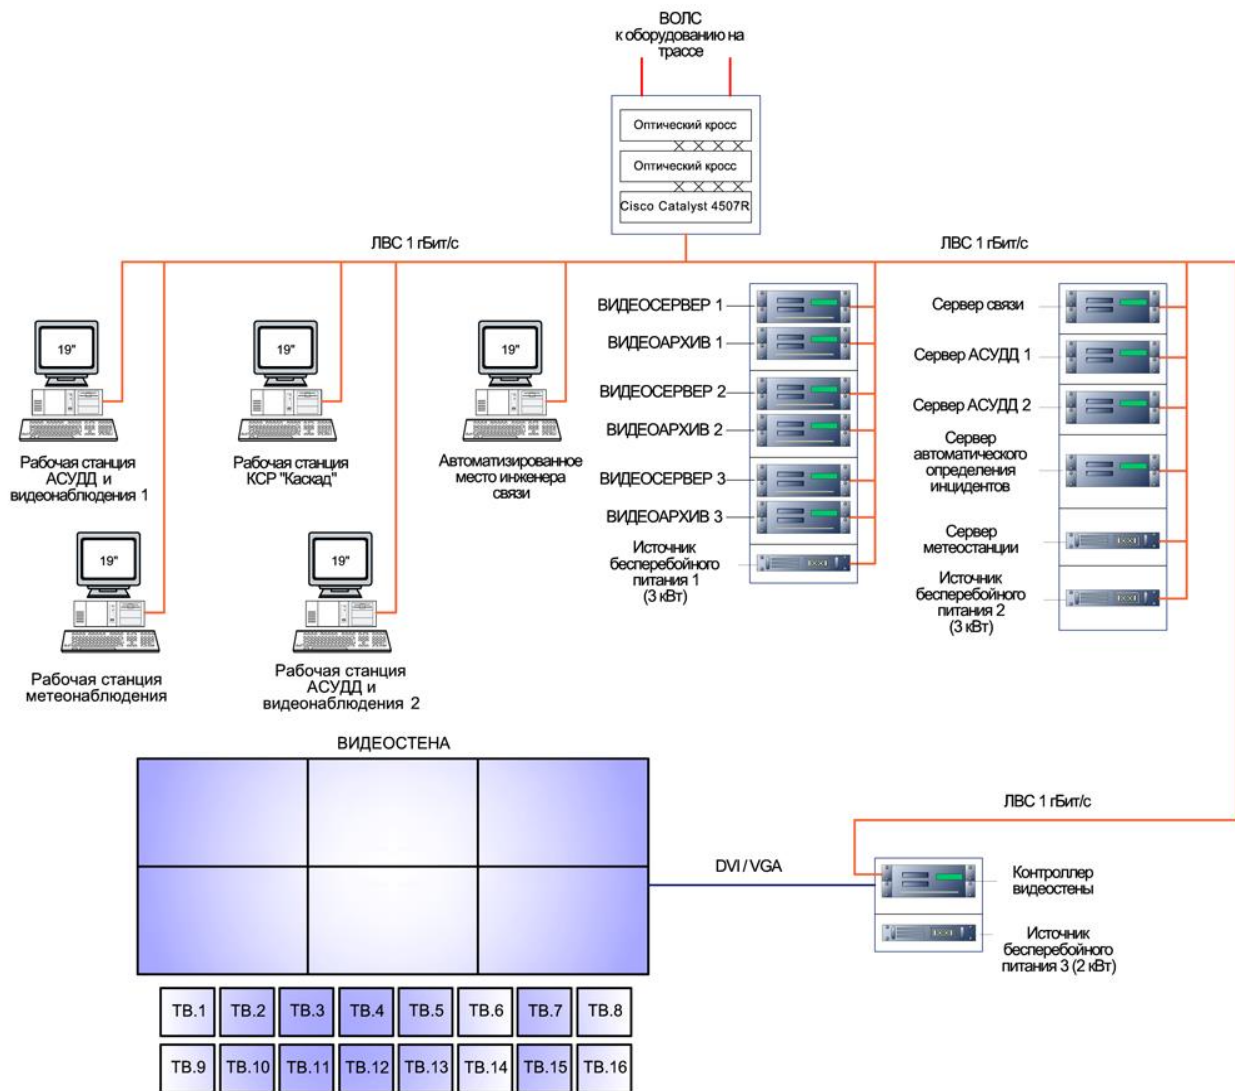 ВОЛС
к оборудованию на
трассе
Оптический кросс
Оптический кросс
Cisco Catalyst 4507R
ЛВС 1 гБит/с
ЛВС 1 гБит/с
19"
Рабочая станция
АСУДД и
видеонаблюдения 1
19"
Рабочая станция
КСР "Каскад"
19"
Автоматизированное
место инженера
связи
19"
Рабочая станция
метеонаблюдения
19"
Рабочая станция
АСУДД и
видеонаблюдения 2
ВИДЕОСЕРВЕР 1
ВИДЕОАРХИВ 1
ВИДЕОСЕРВЕР 2
ВИДЕОАРХИВ 2
ВИДЕОСЕРВЕР 3
ВИДЕОАРХИВ 3
Источник
бесперебойного
питания 1
(3 кВт)
Сервер связи
Сервер АСУДД 1
Сервер АСУДД 2
Сервер
автоматического
определения
инцидентов
Сервер
метеостанции
Источник
бесперебойного
питания 2
(3 кВт)
ВИДЕОСТЕНА
ЛВС 1 гБит/с
DVI / VGA
Контроллер
видеостены
Источник
бесперебойного
питания 3 (2 кВт)
ТВ.1 ТВ.2 ТВ.3 ТВ.4 ТВ.5 ТВ.6 ТВ.7 ТВ.8
ТВ.9 ТВ.10 ТВ.11 ТВ.12 ТВ.13 ТВ.14 ТВ.15 ТВ.16